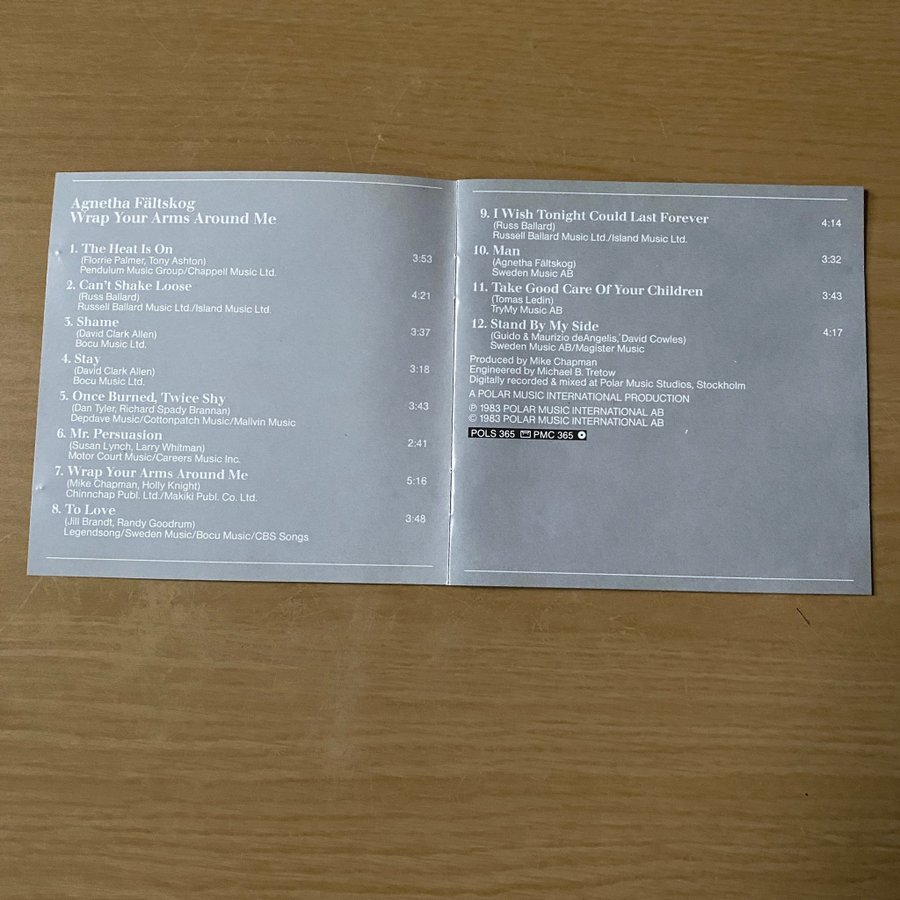 Agnetha Fältskog
Wrap Your Arms Around Me
1. The Heat Is On
(Florrie Palmer, Tony Ashton) 3:53
Pendulum Music Group/Chappell Music Ltd.
2. Can't Shake Loose
(Russ Ballard) 4:21
Russell Ballard Music Ltd./Island Music Ltd.
3. Shame
(David Clark Allen) 3:37
Bocu Music Ltd.
4. Stay
(David Clark Allen) 3:18
Bocu Music Ltd.
5. Once Burned, Twice Shy
(Dan Tyler, Richard Spady Brannan) 3:43
Depdave Music/Cottonpatch Music/Mallvin Music
6. Mr. Persuasion
(Susan Lynch, Larry Whitman) 2:41
Motor Court Music/Careers Music Inc.
7. Wrap Your Arms Around Me
(Mike Chapman, Holly Knight) 5:16
Chinnchap Publ. Ltd./Makiki Publ. Co. Ltd.
8. To Love
(Jill Brandt, Randy Goodrum) 3:48
Legendsong/Sweden Music/Bocu Music/CBS Songs
9. I Wish Tonight Could Last Forever
(Russ Ballard) 4:14
Russell Ballard Music Ltd./Island Music Ltd.
10. Man
(Agnetha Fältskog) 3:32
Sweden Music AB
11. Take Good Care Of Your Children
(Tomas Ledin) 3:43
TryMy Music AB
12. Stand By My Side
(Guido & Maurizio deAngelis, David Cowles) 4:17
Sweden Music AB/Magister Music
Produced by Mike Chapman
Engineered by Michael B. Tretow
Digitally recorded & mixed at Polar Music Studios, Stockholm
A POLAR MUSIC INTERNATIONAL PRODUCTION
℗ 1983 POLAR MUSIC INTERNATIONAL AB
© 1983 POLAR MUSIC INTERNATIONAL AB
POLS 365 PMC 365